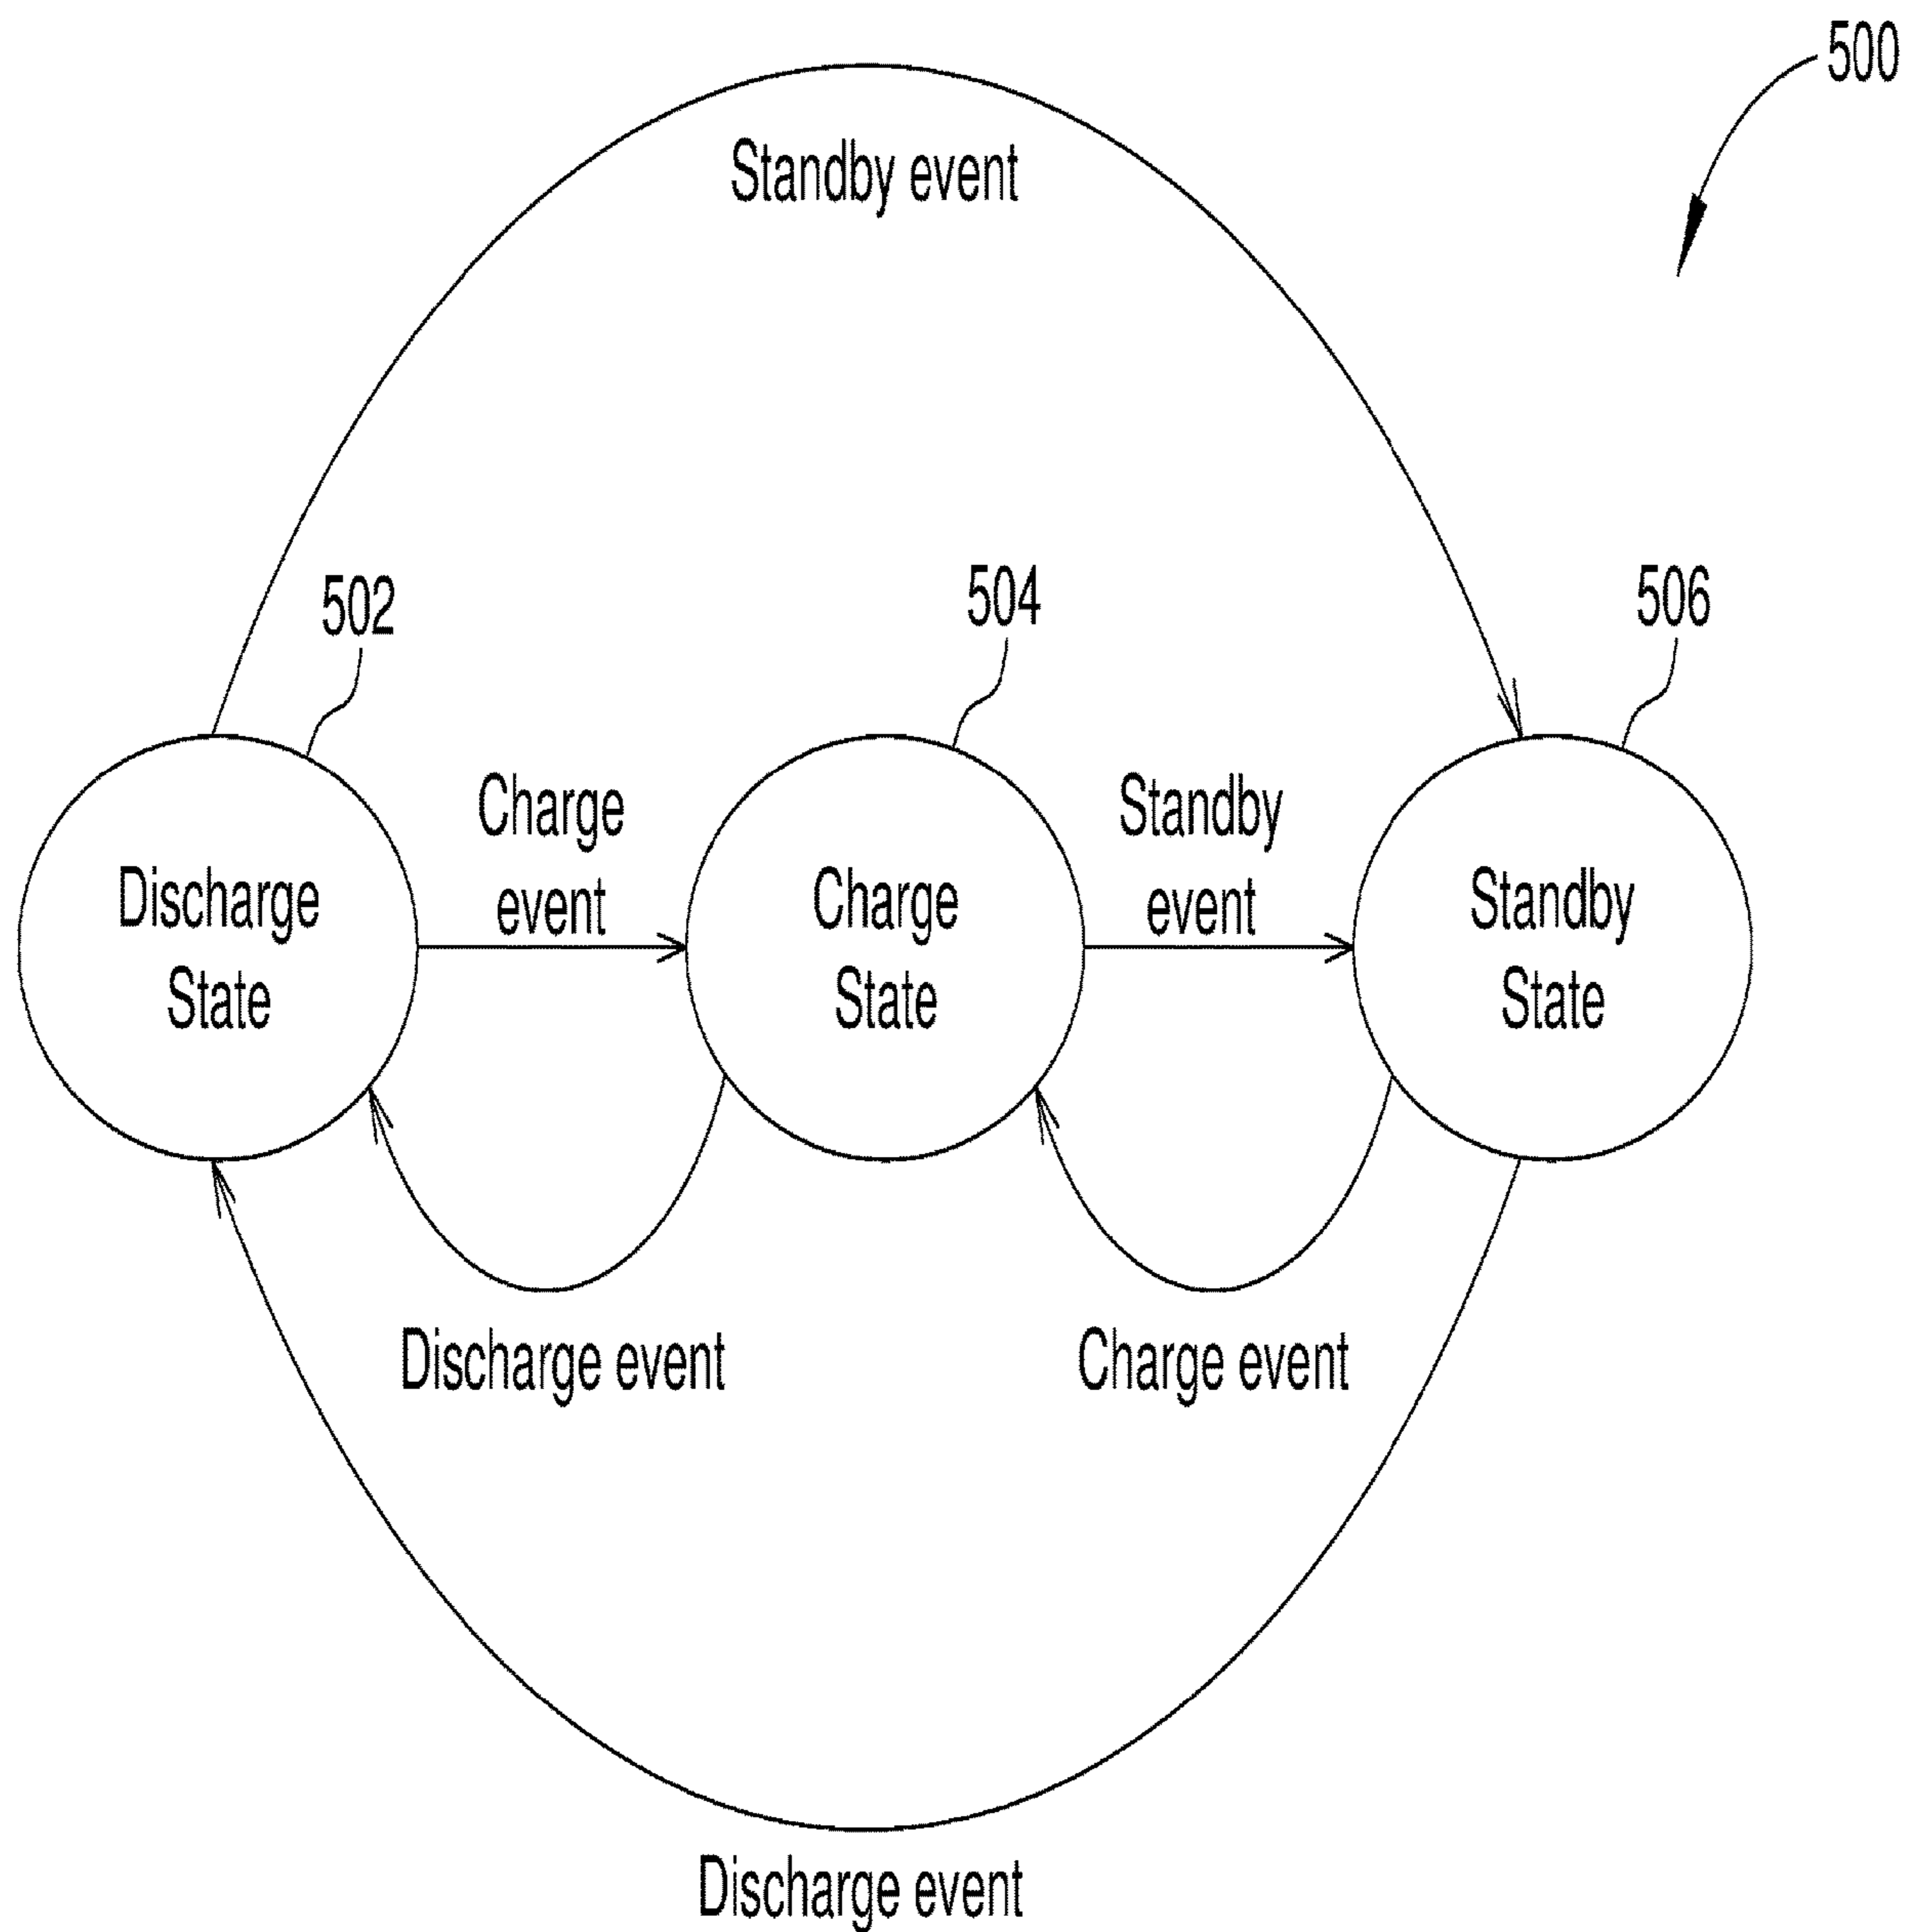 500
Standby event
502
504
506
Charge
event
Standby
event
Discharge
State
Charge
State
Standby
State
Discharge event
Charge event
Discharge event